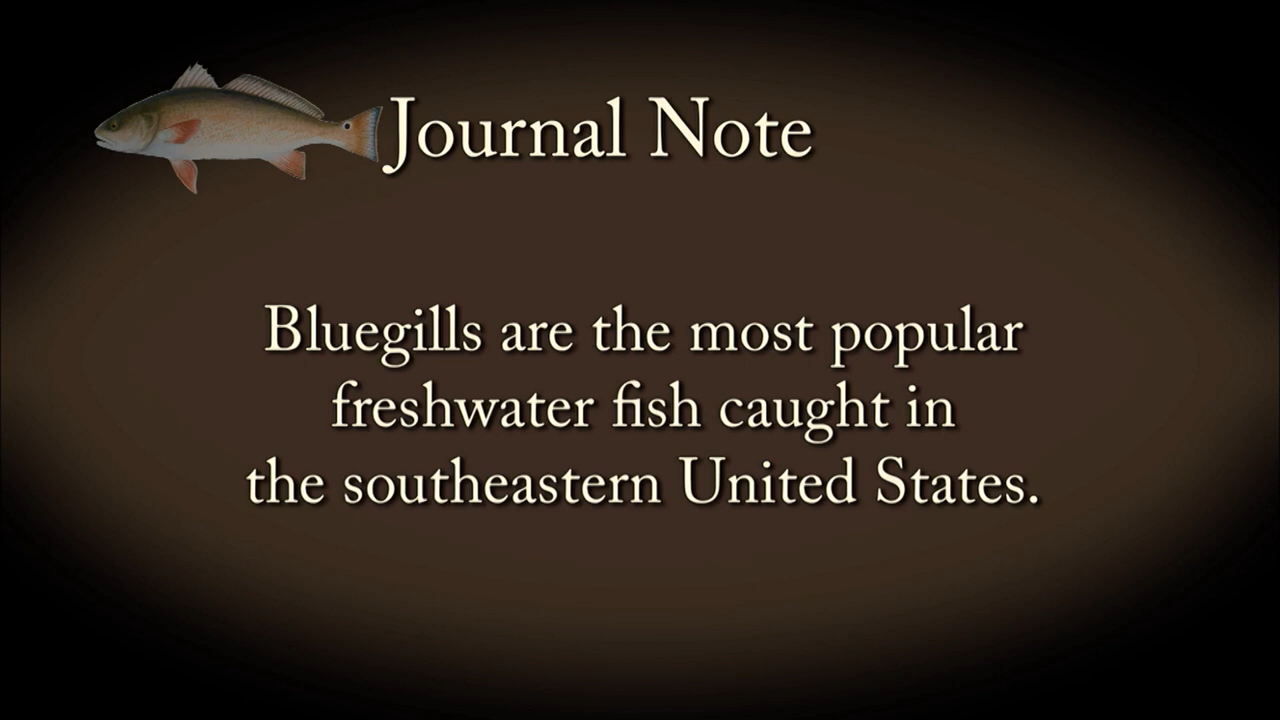 Journal Note
Bluegills are the most popular
freshwater fish caught in
the southeastern United States.